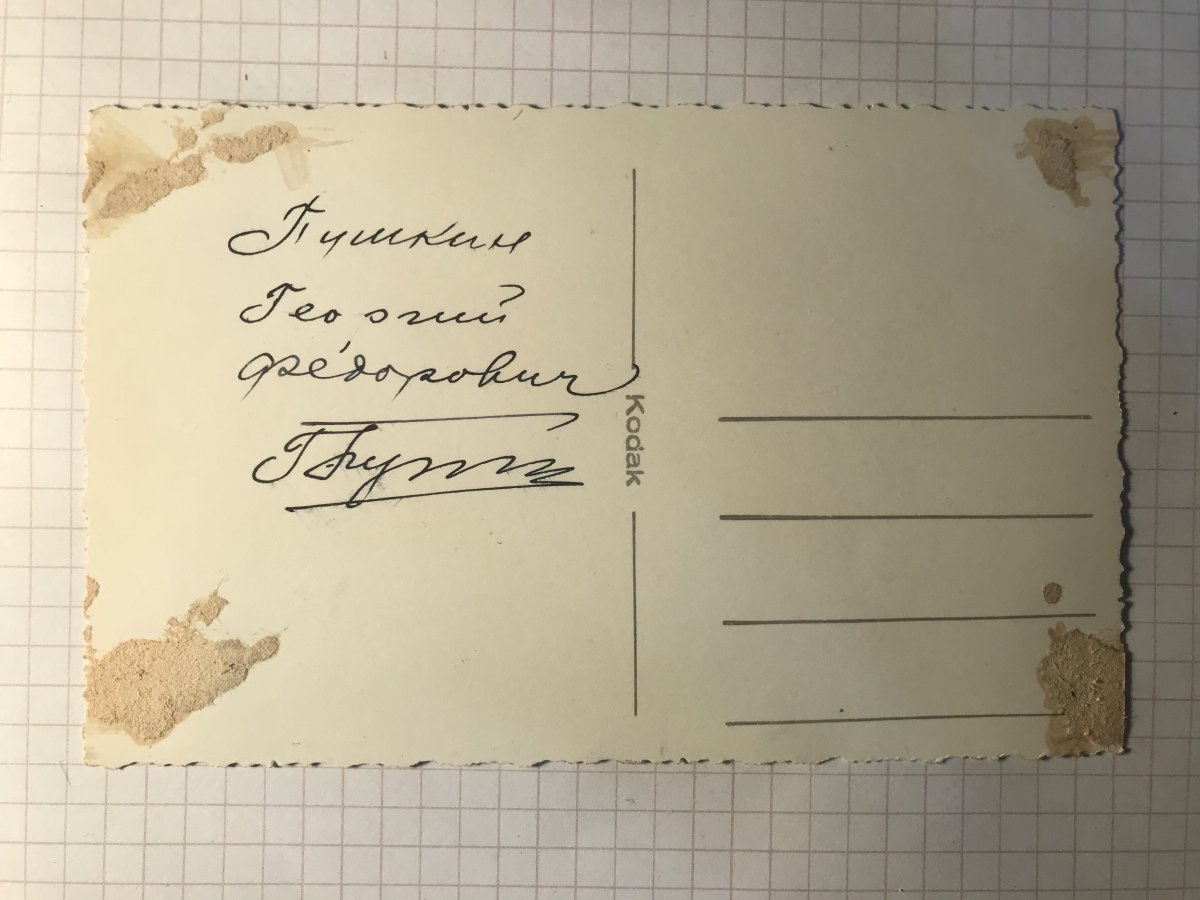 Пушкин
Георгий
Фёдорович
Kodak